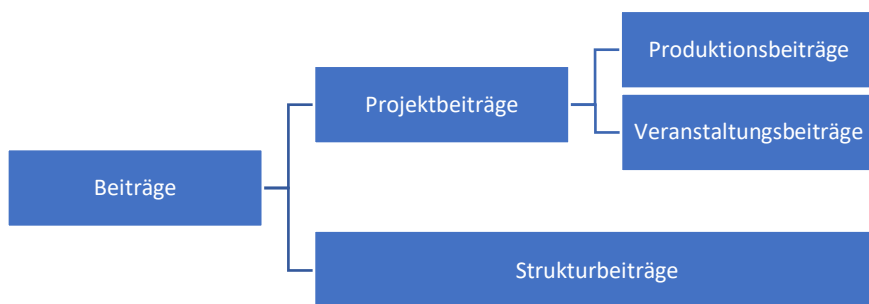 Produktionsbeiträge
Projektbeiträge
Veranstaltungsbeiträge
Beiträge
Strukturbeiträge